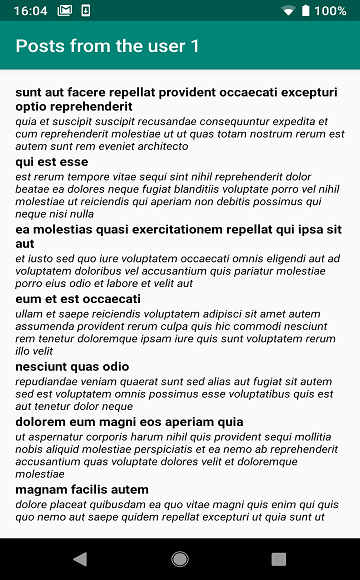 16:04
100%
Posts from the user 1
sunt aut facere repellat provident occaecati excepturi
optio reprehenderit
quia et suscipit suscipit recusandae consequuntur expedita et
cum reprehenderit molestiae ut ut quas totam nostrum rerum est
autem sunt rem eveniet architecto
qui est esse
est rerum tempore vitae sequi sint nihil reprehenderit dolor
beatae ea dolores neque fugiat blanditiis voluptate porro vel nihil
molestiae ut reiciendis qui aperiam non debitis possimus qui
neque nisi nulla
ea molestias quasi exercitationem repellat qui ipsa sit
aut
et iusto sed quo iure voluptatem occaecati omnis eligendi aut ad
voluptatem doloribus vel accusantium quis pariatur molestiae
porro eius odio et labore et velit aut
eum et est occaecati
ullam et saepe reiciendis voluptatem adipisci sit amet autem
assumenda provident rerum culpa quis hic commodi nesciunt
rem tenetur doloremque ipsam iure quis sunt voluptatem rerum
illo velit
nesciunt quas odio
repudiandae veniam quaerat sunt sed alias aut fugiat sit autem
sed est voluptatem omnis possimus esse voluptatibus quis est
aut tenetur dolor neque
dolorem eum magni eos aperiam quia
ut aspernatur corporis harum nihil quis provident sequi mollitia
nobis aliquid molestiae perspiciatis et ea nemo ab reprehenderit
accusantium quas voluptate dolores velit et doloremque
molestiae
magnam facilis autem
dolore placeat quibusdam ea quo vitae magni quis enim qui quis
quo nemo aut saepe quidem repellat excepturi ut quia sunt ut